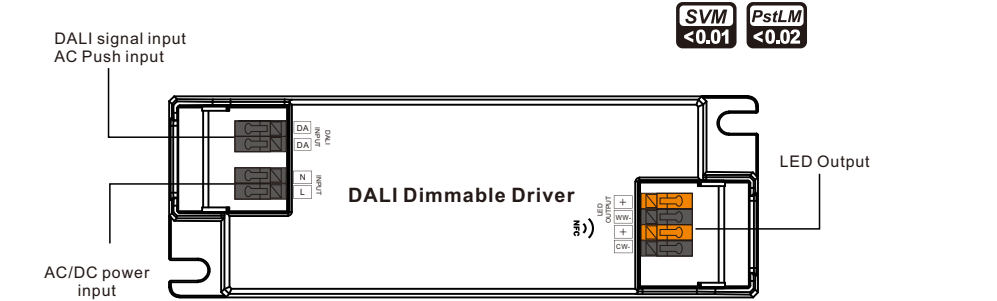 SVM
<0.01
PstLM
<0.02
DALI signal input
AC Push input
DA
DA
DALI
INPUT
N
L
INPUT
DALI Dimmable Driver
NFC
LED
OUTPUT
+
WW-
+
CW-
LED Output
AC/DC power
input